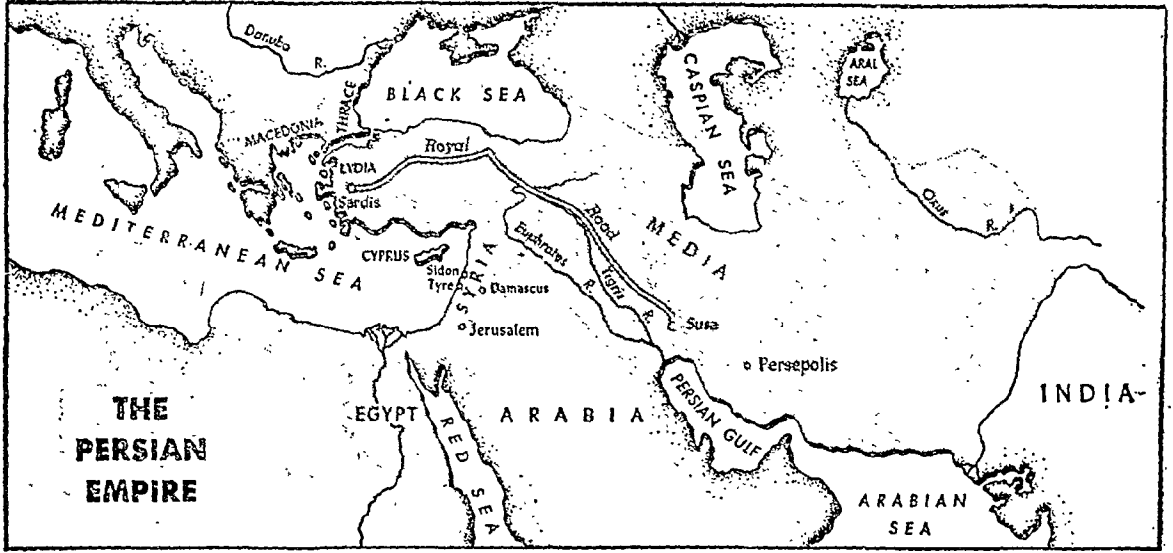 Danube
R.
BLACK SEA
CASPIAN SEA
ARAL
SEA
THRACE
MACEDONIA
LYDIA
Sardis
Royal
Road
MEDITERRANEAN SEA
CYPRUS
Sidon
Tyre
SYRIA
Damascus
Jerusalem
Euphrates
R.
Tigris
R.
MEDIA
Susa
Persepolis
Oxus
R.
INDIA
THE
PERSIAN
EMPIRE
EGYPT
RED SEA
ARABIA
PERSIAN GULF
ARABIAN
SEA